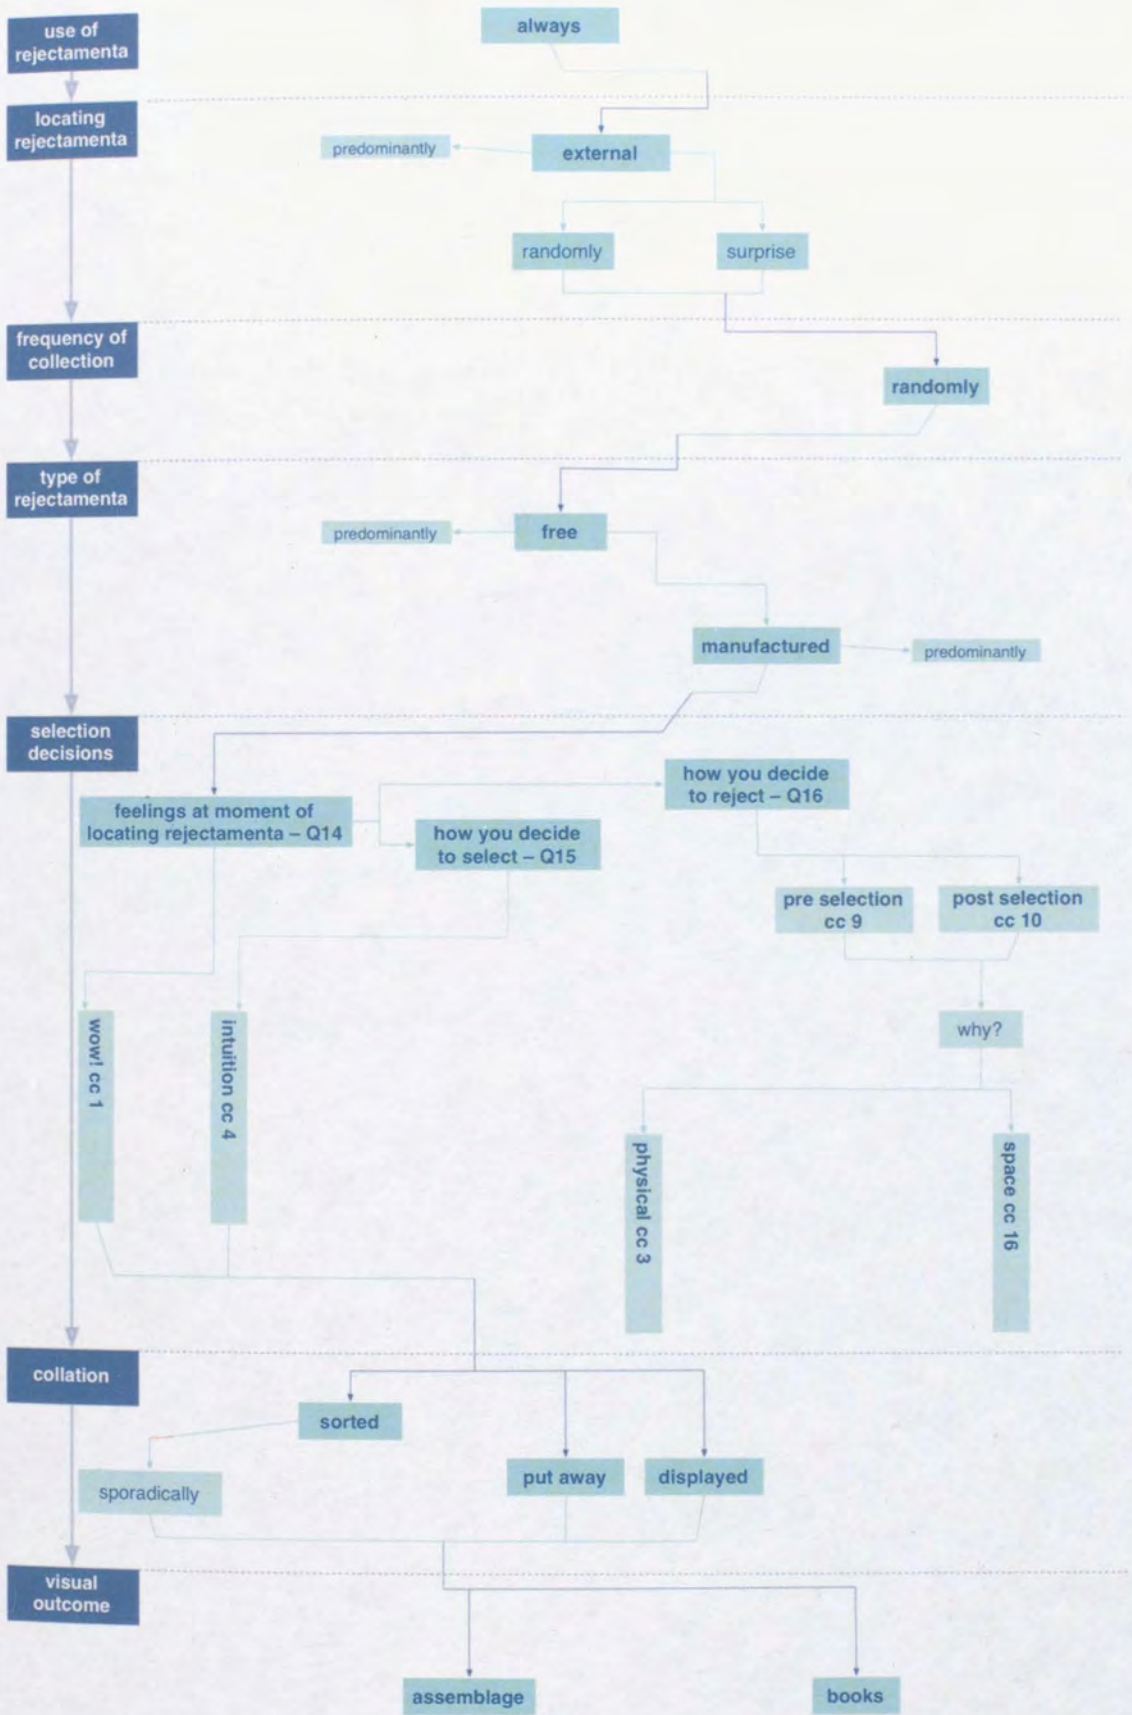 use of
rejectamenta
always
locating
rejectamenta
predominantly
external
randomly
surprise
frequency of
collection
randomly
type of
rejectamenta
predominantly
free
manufactured
predominantly
selection
decisions
feelings at moment of
locating rejectamenta – Q14
how you decide
to select – Q15
how you decide
to reject – Q16
pre selection
cc 9
post selection
cc 10
why?
wow! cc 1
intuition cc 4
physical cc 3
space cc 16
collation
sorted
sporadically
put away
displayed
visual
outcome
assemblage
books